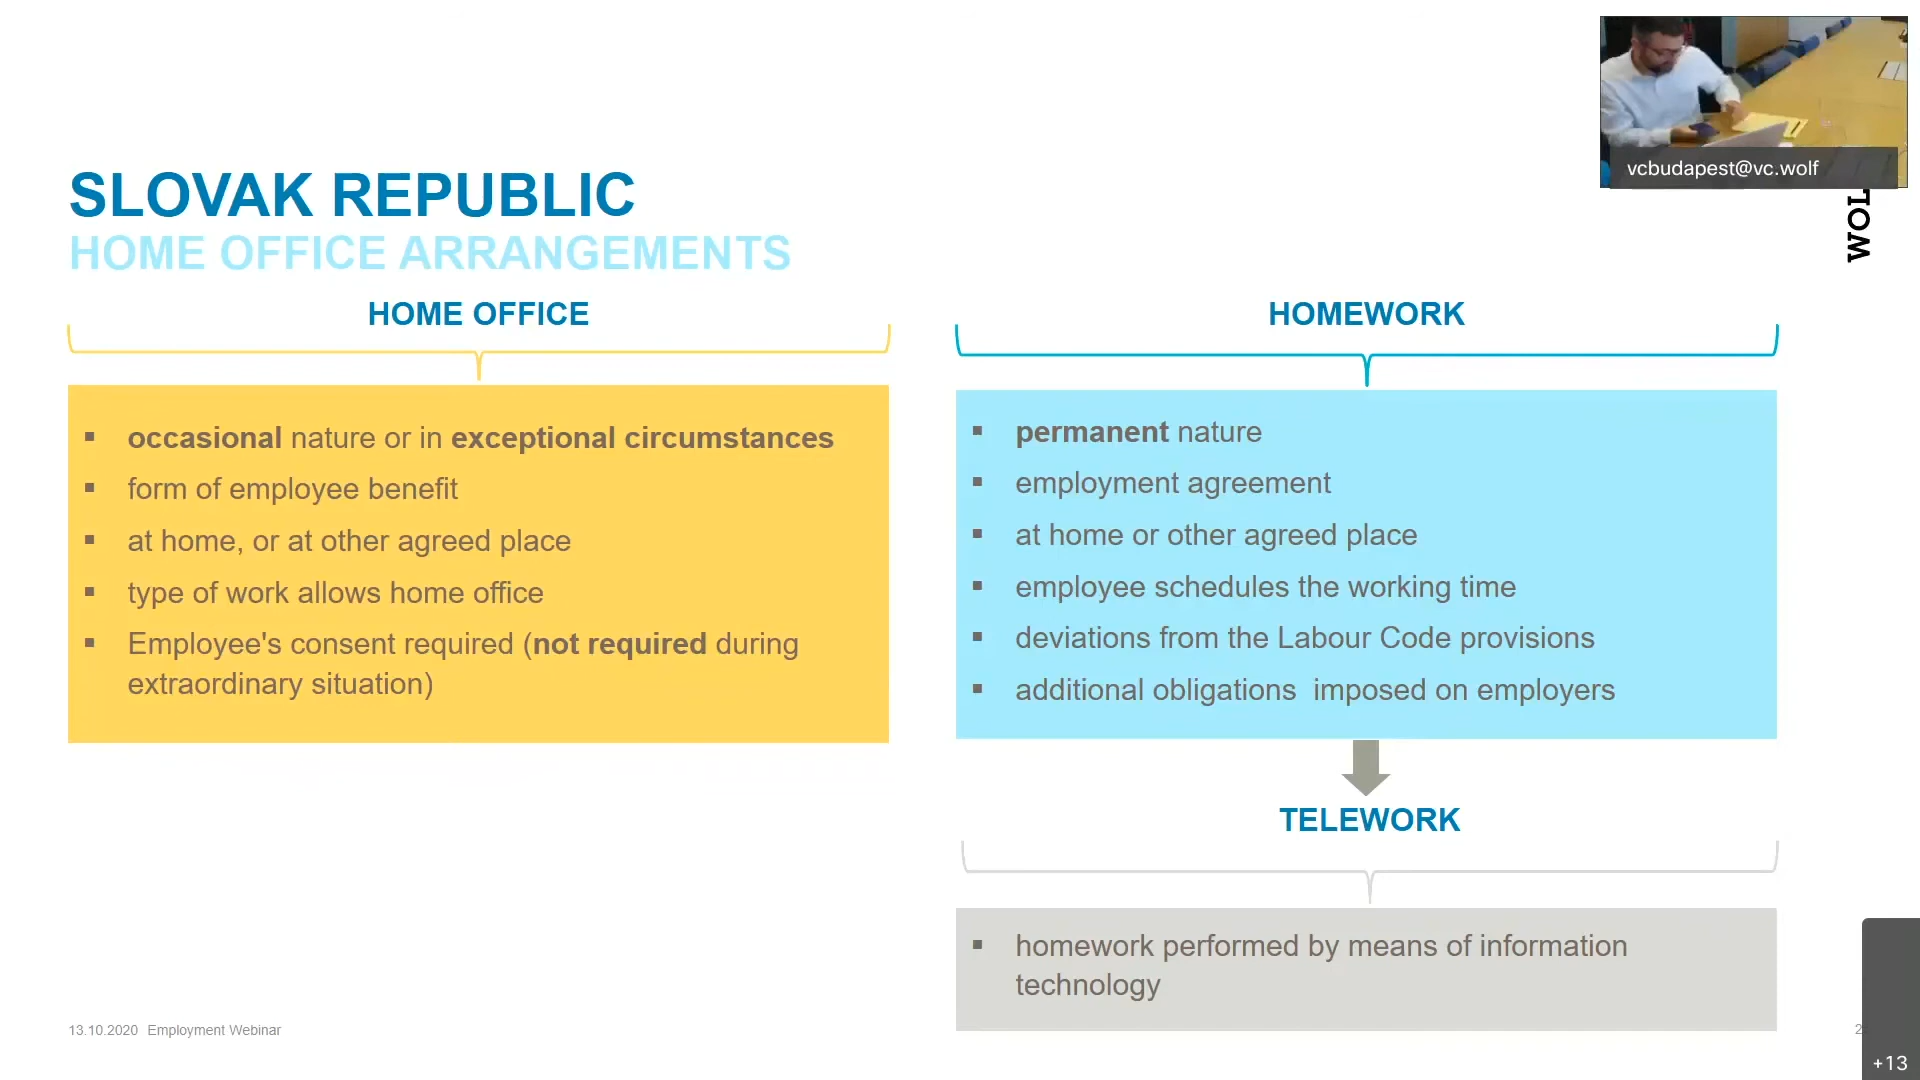 vcbudapest@vc.wolf
WOL
SLOVAK REPUBLIC
HOME OFFICE ARRANGEMENTS
HOME OFFICE
▪ occasional nature or in exceptional circumstances
▪ form of employee benefit
▪ at home, or at other agreed place
▪ type of work allows home office
▪ Employee's consent required (not required during
extraordinary situation)
HOMEWORK
▪ permanent nature
▪ employment agreement
▪ at home or other agreed place
▪ employee schedules the working time
▪ deviations from the Labour Code provisions
▪ additional obligations  imposed on employers
TELEWORK
▪ homework performed by means of information
technology
13.10.2020 Employment Webinar
+13